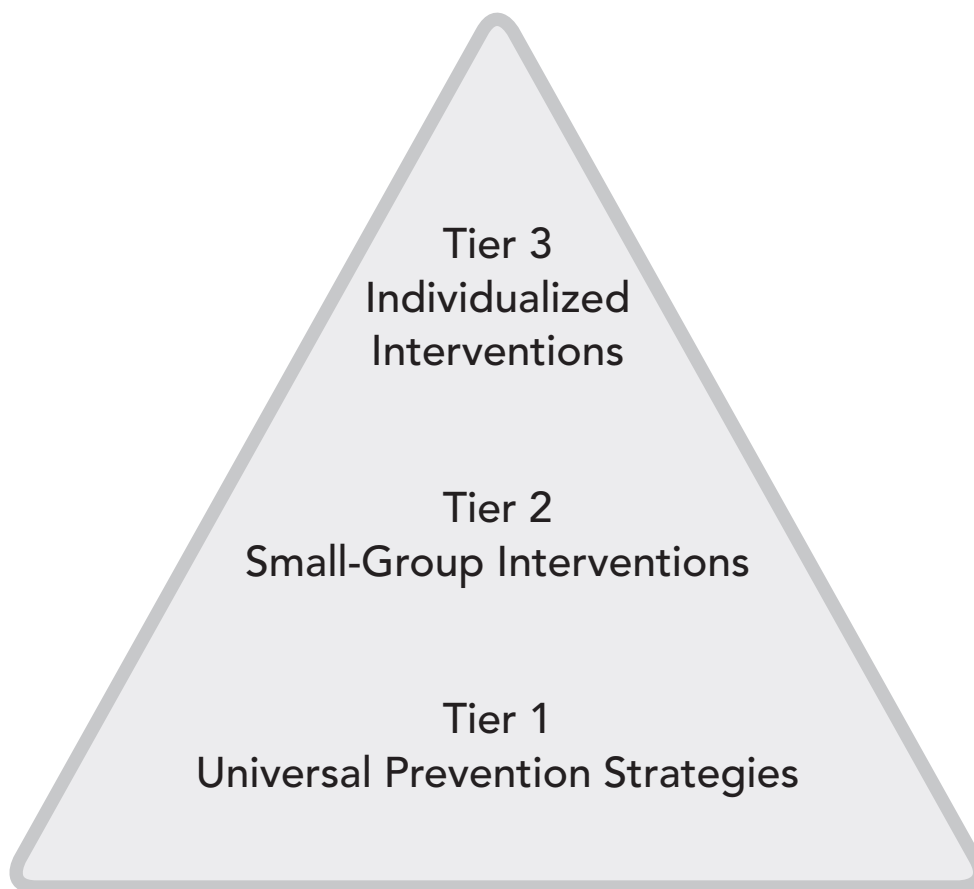 Tier 3
Individualized
Interventions
Tier 2
Small-Group Interventions
Tier 1
Universal Prevention Strategies